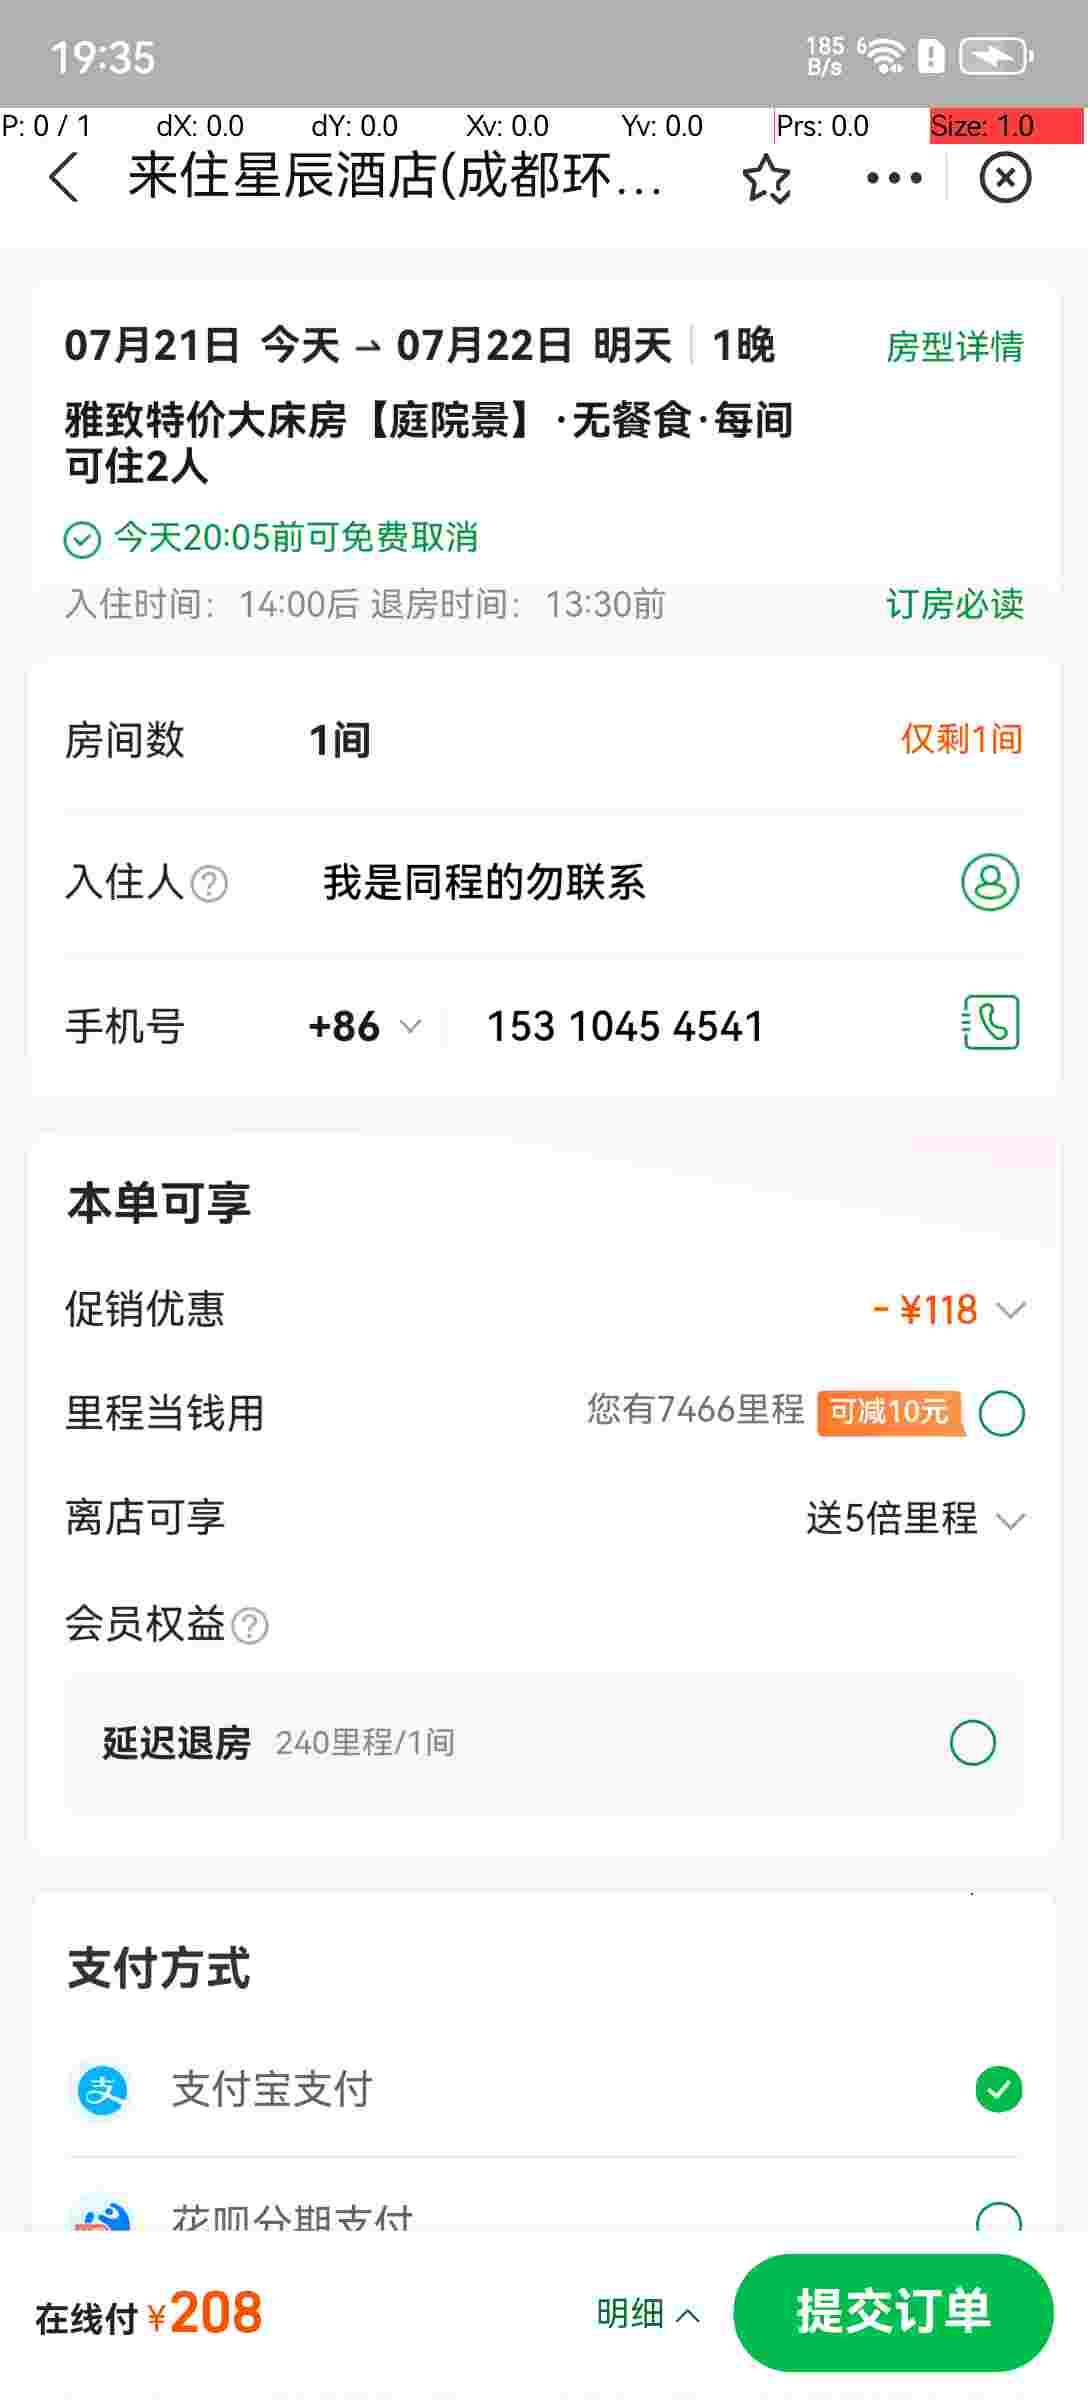 19:35
185 B/s
6
P: 0 / 1 dX: 0.0 dY: 0.0 Xv: 0.0 Yv: 0.0 Prs: 0.0 Size: 1.0
来住星辰酒店(成都环...
07月21日 今天 07月22日 明天 1晚 房型详情
雅致特价大床房【庭院景】·无餐食·每间
可住2人
今天20:05前可免费取消
入住时间：14:00后 退房时间：13:30前 订房必读
房间数 1间 仅剩1间
入住人? 我是同程的勿联系
手机号 +86 153 1045 4541
本单可享
促销优惠 - ¥118
里程当钱用 您有7466里程 可减10元
离店可享 送5倍里程
会员权益?
延迟退房 240里程/1间
支付方式
支 支付宝支付
花呗分期支付
在线付 ¥208 明细 提交订单